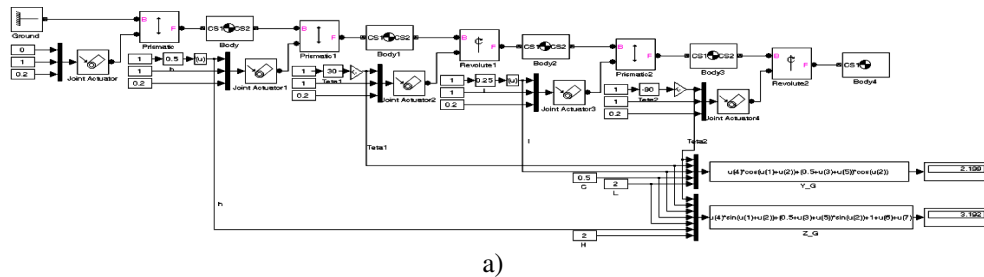 B F CS1 CS2 B F CS1 CS2 B F CS1 CS2 B F CS1 CS2 B F CS1
Ground
Prismatic Body
Prismatic1 Body1
Revolute1 Body2
Prismatic2 Body3
Revolute2 Body4
0
1
0.2
Joint Actuator
1 0.5 (u)
h
1
0.2
Joint Actuator1
1 30
Teta1
1
0.2
Joint Actuator2
1 0.25 (u)
l
1
0.2
Joint Actuator3
1 -90
Teta2
1
0.2
Joint Actuator4
Teta1
l
Teta2
h
0.5
G
2
L
2
H
u(4)*cos(u(1)+u(2))+(0.5+u(3)+u(5))*cos(u(2))
Y_G
u(4)*sin(u(1)+u(2))+(0.5+u(3)+u(5))*sin(u(2))+1+u(6)+u(7)
Z_G
3.192
a)